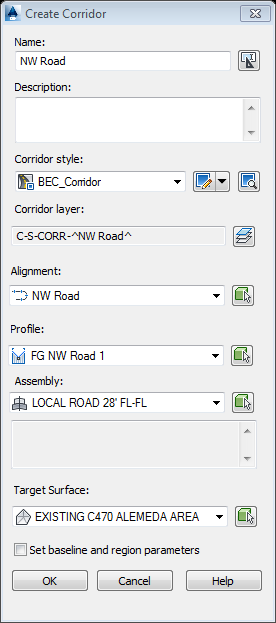 Create Corridor
Name:
NW Road
Description:
Corridor style:
BEC_Corridor
Corridor layer:
C-S-CORR-^NW Road^
Alignment:
NW Road
Profile:
FG NW Road 1
Assembly:
LOCAL ROAD 28' FL-FL
Target Surface:
EXISTING C470 ALEMEDA AREA
Set baseline and region parameters
OK Cancel Help